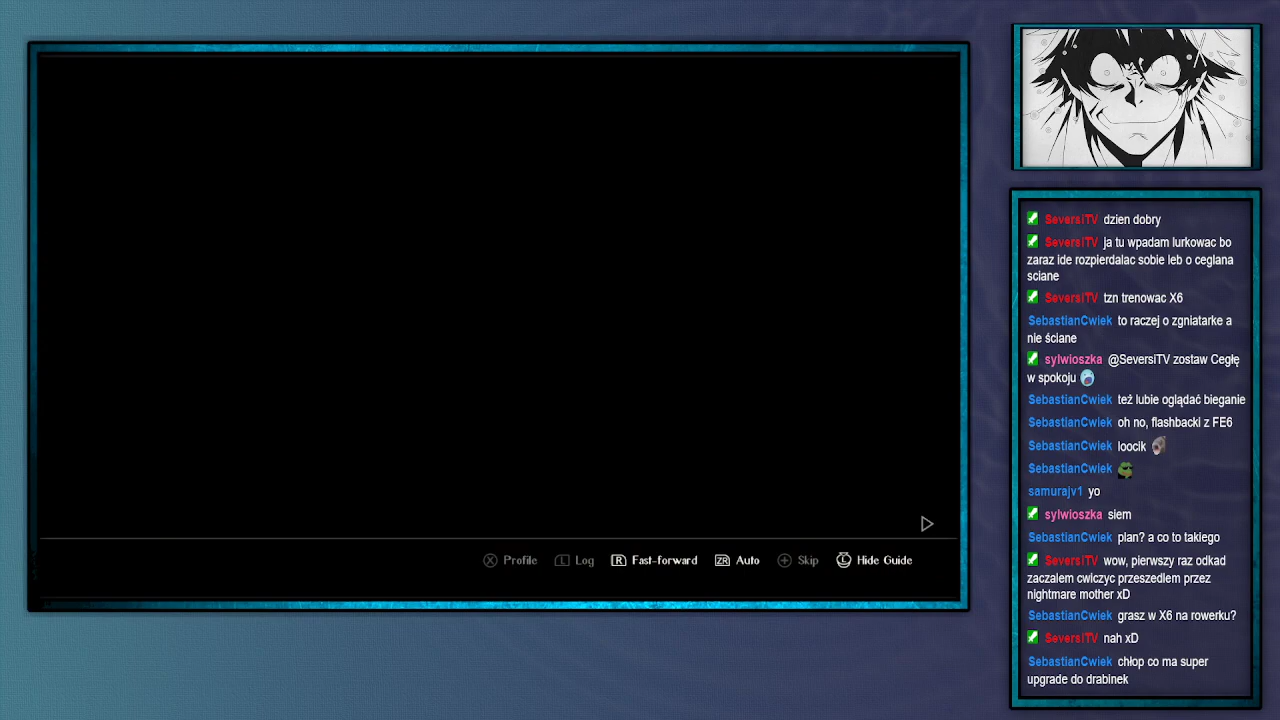 X Profile L Log R Fast-forward ZR Auto + Skip L Hide Guide
SeversiTV dzien dobry
SeversiTV ja tu wpadam lurkowac bo
zaraz ide rozpierdalac sobie leb o ceglana
sciane
SeversiTV tzn trenowac X6
SebastianCwiek to raczej o zgniatarke a
nie ściane
sylwioszka @SeversiTV zostaw Cegłę
w spokoju
SebastianCwiek też lubie oglądać bieganie
SebastianCwiek oh no, flashbacki z FE6
SebastianCwiek loocik
SebastianCwiek
samurajv1 yo
sylwioszka siem
SebastianCwiek plan? a co to takiego
SeversiTV wow, pierwszy raz odkad
zaczalem cwiczyc przeszedlem przez
nightmare mother xD
SebastianCwiek grasz w X6 na rowerku?
SeversiTV nah xD
SebastianCwiek chłop co ma super
upgrade do drabinek